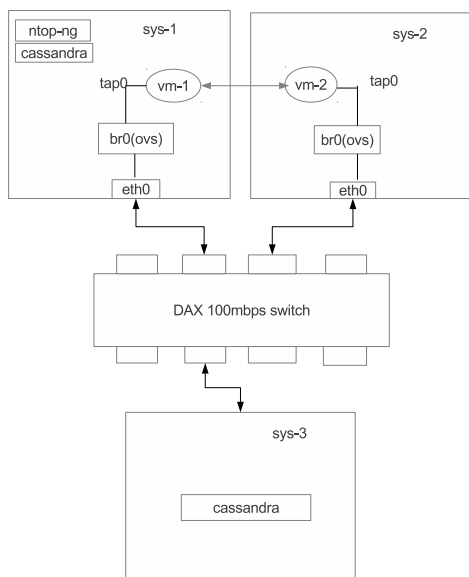 ntop-ng
cassandra
sys-1
tap0
vm-1
br0(ovs)
eth0
sys-2
vm-2
tap0
br0(ovs)
eth0
DAX 100mbps switch
sys-3
cassandra